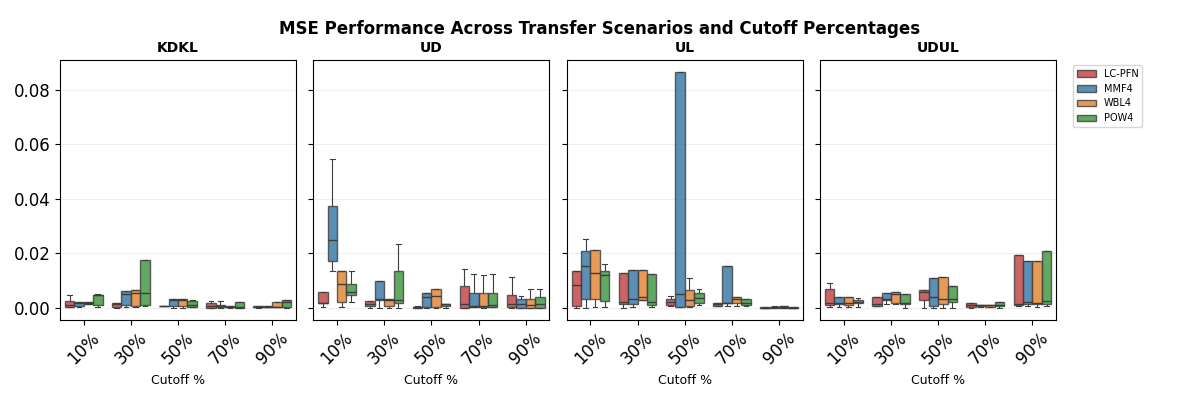 MSE Performance Across Transfer Scenarios and Cutoff Percentages
KDKL
UD
UL
UDUL
LC-PFN
MMF4
WBL4
POW4
0.08
0.06
0.04
0.02
0.00
10% 30% 50% 70% 90%
10% 30% 50% 70% 90%
10% 30% 50% 70% 90%
10% 30% 50% 70% 90%
Cutoff %
Cutoff %
Cutoff %
Cutoff %